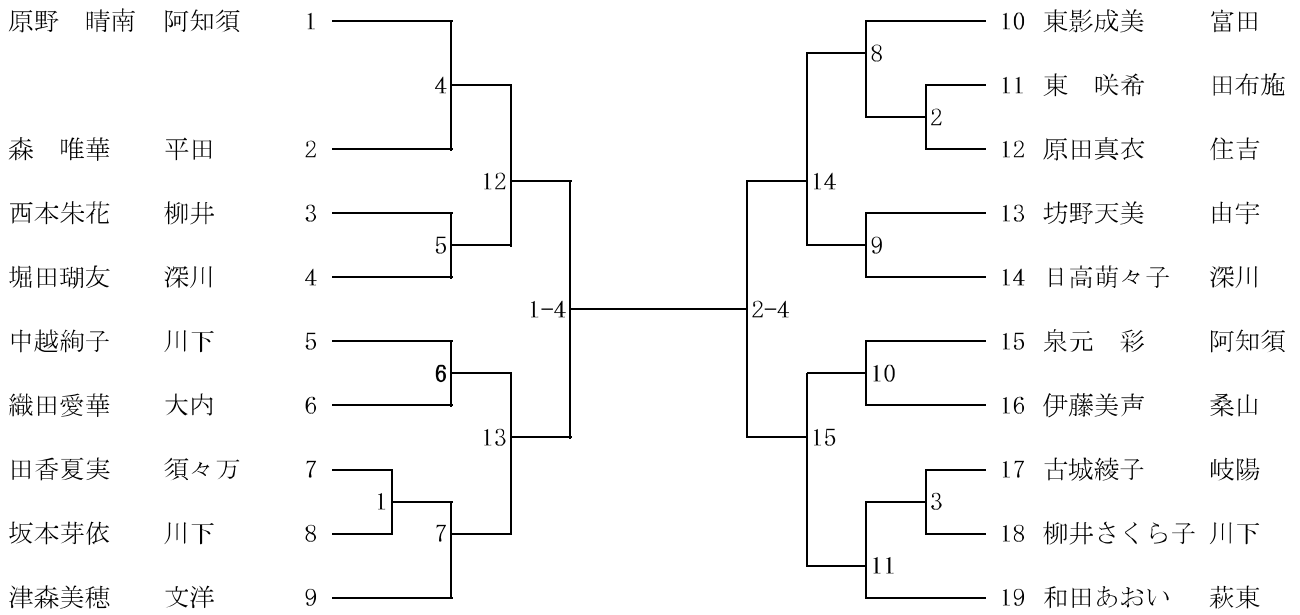 原野　晴南　阿知須　1
森　唯華　平田　2
西本朱花　柳井　3
堀田瑚友　深川　4
中越絢子　川下　5
織田愛華　大内　6
田香夏実　須々万　7
坂本芽依　川下　8
津森美穂　文洋　9
4
12
5
1-4
6
13
1
7
10　東影成美　富田
11　東　咲希　田布施
12　原田真衣　住吉
13　坊野天美　由宇
14　日高萌々子　深川
15　泉元　彩　阿知須
16　伊藤美声　桑山
17　古城綾子　岐陽
18　柳井さくら子　川下
19　和田あおい　萩東
8
2
14
9
2-4
10
15
3
11